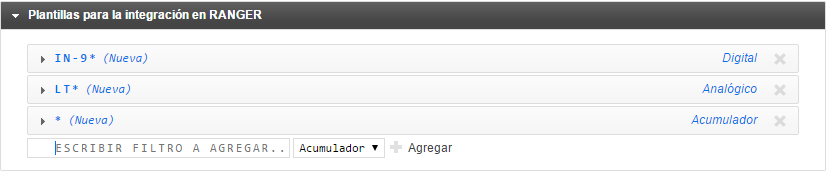 Plantillas para la integración en RANGER
IN-9* (Nueva) Digital
LT* (Nueva) Analógico
* (Nueva) Acumulador
ESCRIBIR FILTRO A AGREGAR.. Acumulador Agregar